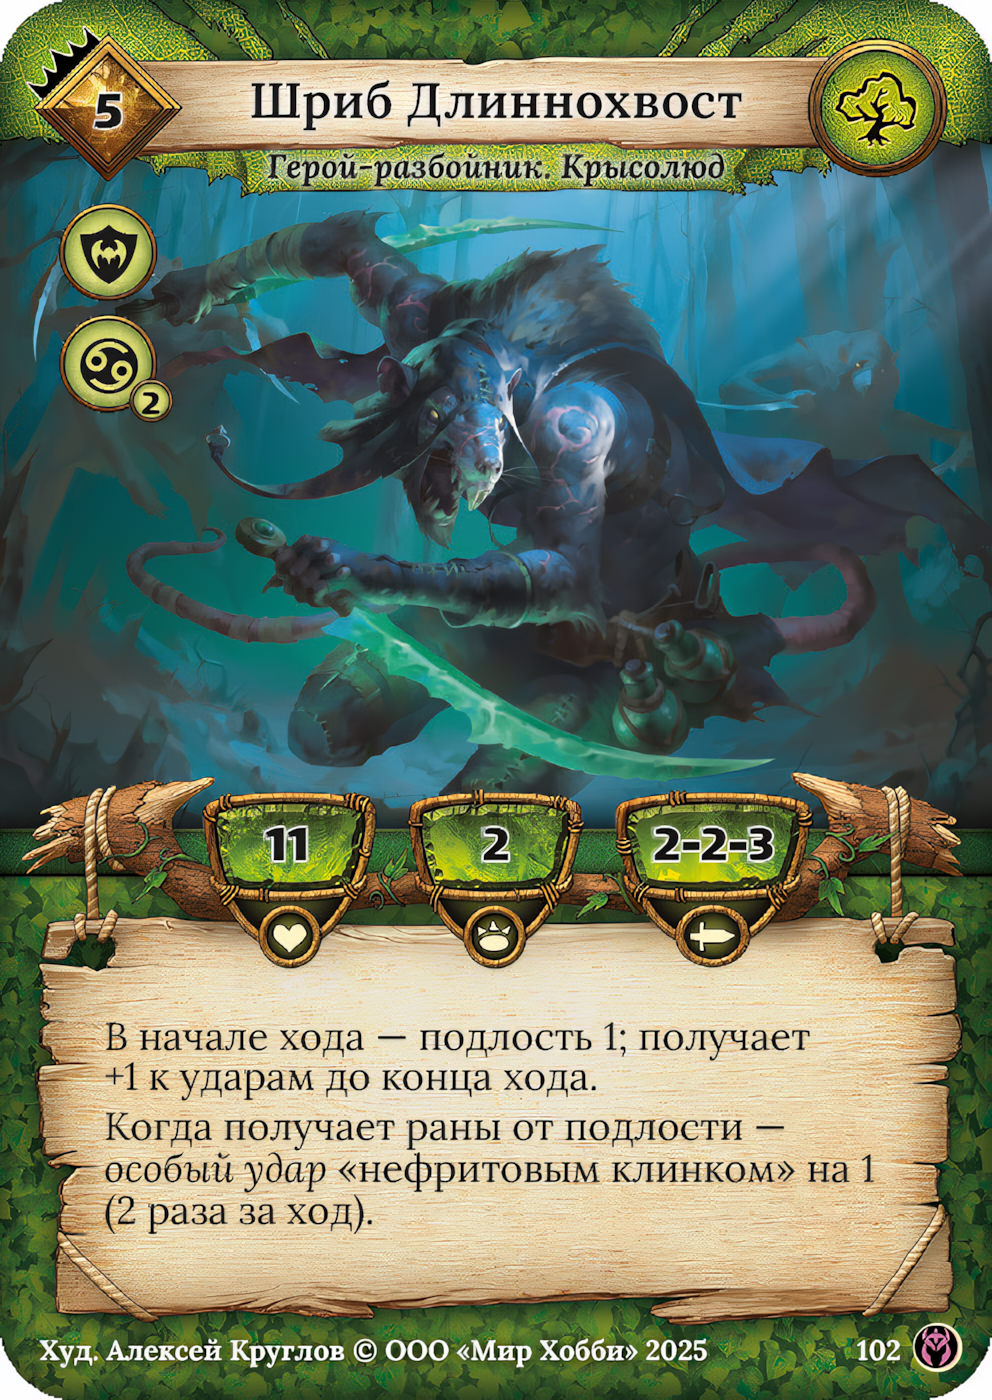 5
Шриб Длиннохвост
Герой-разбойник. Крысолюд
2
11
2
2-2-3
В начале хода — подлость 1; получает
+1 к ударам до конца хода.
Когда получает раны от подлости —
особый удар «нефритовым клинком» на 1
(2 раза за ход).
Худ. Алексей Круглов © ООО «Мир Хобби» 2025
102